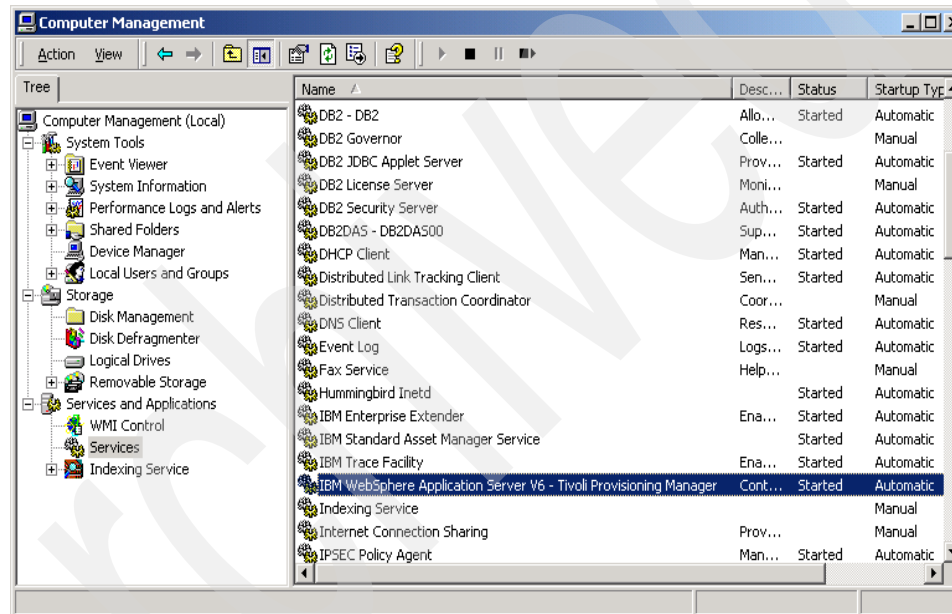 Computer Management
Action View
Tree
Computer Management (Local)
System Tools
Event Viewer
System Information
Performance Logs and Alerts
Shared Folders
Device Manager
Local Users and Groups
Storage
Disk Management
Disk Defragmenter
Logical Drives
Removable Storage
Services and Applications
WMI Control
Services
Indexing Service
Name Desc... Status Startup Typ
DB2 - DB2 Allo... Started Automatic
DB2 Governor Colle... Manual
DB2 JDBC Applet Server Prov... Started Automatic
DB2 License Server Moni... Manual
DB2 Security Server Auth... Started Automatic
DB2DAS - DB2DAS00 Sup... Started Automatic
DHCP Client Man... Started Automatic
Distributed Link Tracking Client Sen... Started Automatic
Distributed Transaction Coordinator Coor... Manual
DNS Client Res... Started Automatic
Event Log Logs... Started Automatic
Fax Service Help... Manual
Hummingbird Inetd Started Automatic
IBM Enterprise Extender Ena... Started Automatic
IBM Standard Asset Manager Service Started Automatic
IBM Trace Facility Ena... Started Automatic
IBM WebSphere Application Server V6 - Tivoli Provisioning Manager Cont... Started Automatic
Indexing Service Manual
Internet Connection Sharing Prov... Manual
IPSEC Policy Agent Man... Started Automatic